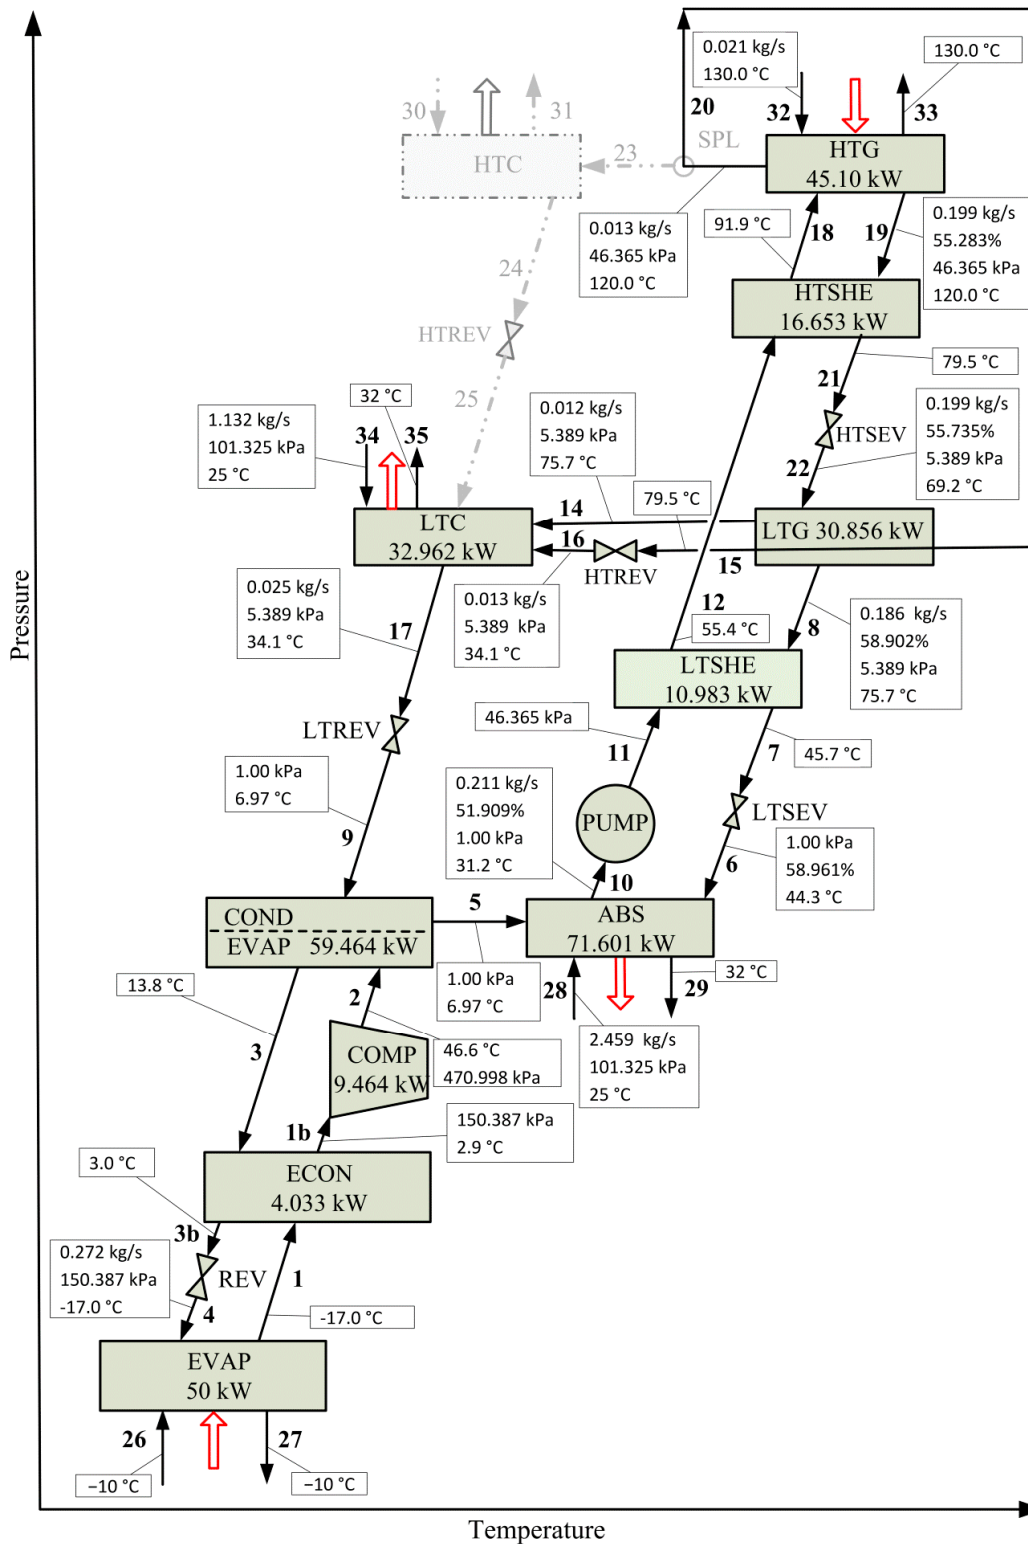 0.021 kg/s
130.0 °C
130.0 °C
20
32
33
30
31
SPL
23
HTC
HTG
45.10 kW
0.013 kg/s
46.365 kPa
120.0 °C
91.9 °C
18
19
0.199 kg/s
55.283%
46.365 kPa
120.0 °C
24
HTREV
HTSHE
16.653 kW
25
79.5 °C
21
32 °C
1.132 kg/s
101.325 kPa
25 °C
34
35
0.012 kg/s
5.389 kPa
75.7 °C
HTSEV
0.199 kg/s
55.735%
5.389 kPa
69.2 °C
22
79.5 °C
14
LTC
32.962 kW
16
HTREV
LTG 30.856 kW
15
0.025 kg/s
5.389 kPa
34.1 °C
17
0.013 kg/s
5.389 kPa
34.1 °C
12
55.4 °C
8
0.186 kg/s
58.902%
5.389 kPa
75.7 °C
Pressure
LTSHE
10.983 kW
LTREV
46.365 kPa
11
7
45.7 °C
1.00 kPa
6.97 °C
9
0.211 kg/s
51.909%
1.00 kPa
31.2 °C
PUMP
LTSEV
10
6
1.00 kPa
58.961%
44.3 °C
COND
EVAP 59.464 kW
5
ABS
71.601 kW
13.8 °C
2
1.00 kPa
6.97 °C
28
29
32 °C
3
COMP
9.464 kW
46.6 °C
470.998 kPa
2.459 kg/s
101.325 kPa
25 °C
1b
150.387 kPa
2.9 °C
3.0 °C
ECON
4.033 kW
3b
0.272 kg/s
150.387 kPa
-17.0 °C
REV
1
4
-17.0 °C
EVAP
50 kW
26
27
−10 °C
−10 °C
Temperature